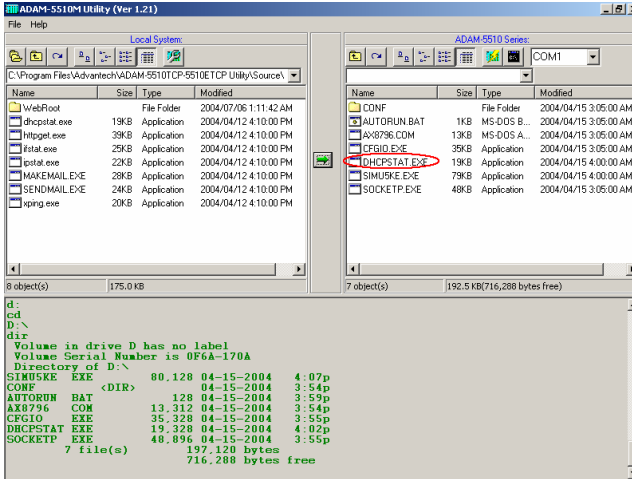 ADAM-5510M Utility (Ver 1.21)
File Help
Local System:
C:\Program Files\Advantech\ADAM-5510TCP-5510ETCP Utility\Source\
Name Size Type Modified
WebRoot File Folder 2004/07/06 1:11:42 AM
dhcpstat.exe 19KB Application 2004/04/12 4:10:00 PM
httpget.exe 39KB Application 2004/04/12 4:10:00 PM
ifstat.exe 25KB Application 2004/04/12 4:10:00 PM
ipstat.exe 22KB Application 2004/04/12 4:10:00 PM
MAKEMAIL.EXE 28KB Application 2004/04/12 4:10:00 PM
SENDMAIL.EXE 24KB Application 2004/04/12 4:10:00 PM
xping.exe 20KB Application 2004/04/12 4:10:00 PM
8 object(s) 175.0 KB
ADAM-5510 Series:
COM1
Name Size Type Modified
CONF File Folder 2004/04/15 3:05:00 AM
AUTORUN.BAT 1KB MS-DOS B... 2004/04/15 3:05:00 AM
AX8796.COM 13KB MS-DOS A... 2004/04/15 3:05:00 AM
CFGIO.EXE 35KB Application 2004/04/15 3:05:00 AM
DHCPSTAT.EXE 19KB Application 2004/04/15 4:00:00 AM
SIMU5KE.EXE 79KB Application 2004/04/15 4:00:00 AM
SOCKETP.EXE 48KB Application 2004/04/15 3:05:00 AM
7 object(s) 192.5 KB(716,288 bytes free)
d:
cd
D:\
dir
Volume in drive D has no label
Volume Serial Number is 0F6A-170A
Directory of D:\
SIMU5KE EXE 80,128 04-15-2004 4:07p
CONF <DIR> 04-15-2004 3:54p
AUTORUN BAT 128 04-15-2004 3:59p
AX8796 COM 13,312 04-15-2004 3:54p
CFGIO EXE 35,328 04-15-2004 3:55p
DHCPSTAT EXE 19,328 04-15-2004 4:02p
SOCKETP EXE 48,896 04-15-2004 3:55p
7 file(s) 197,120 bytes
716,288 bytes free